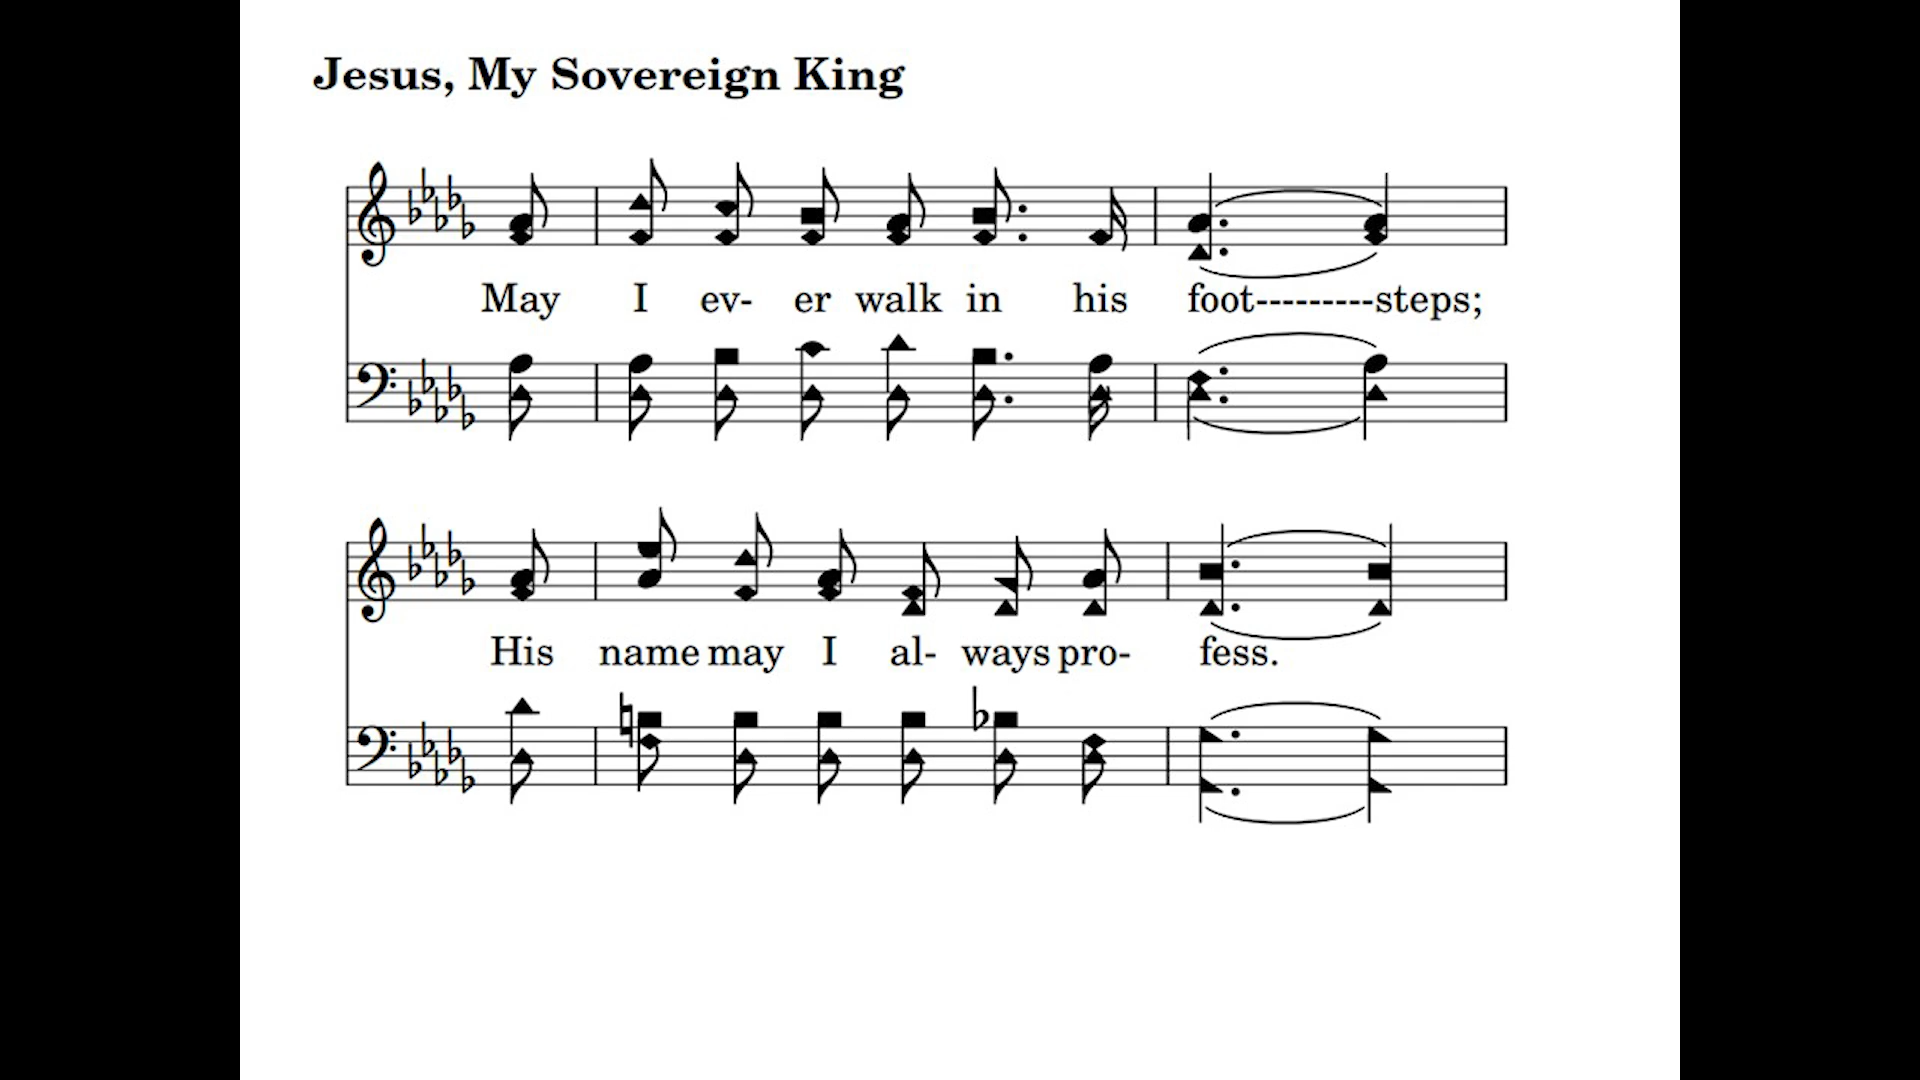 Jesus, My Sovereign King
May I ev- er walk in his foot---------steps;
His name may I al- ways pro- fess.